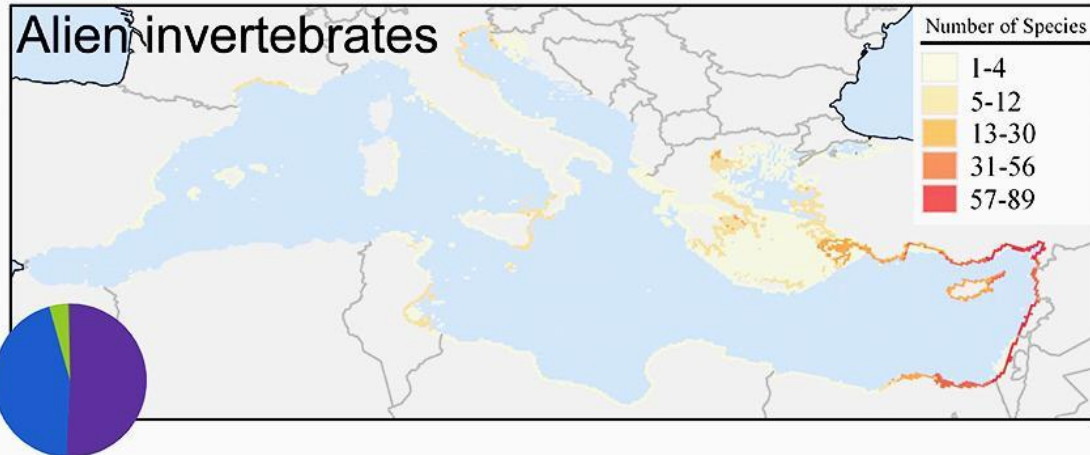 Alien invertebrates
Number of Species
1-4
5-12
13-30
31-56
57-89